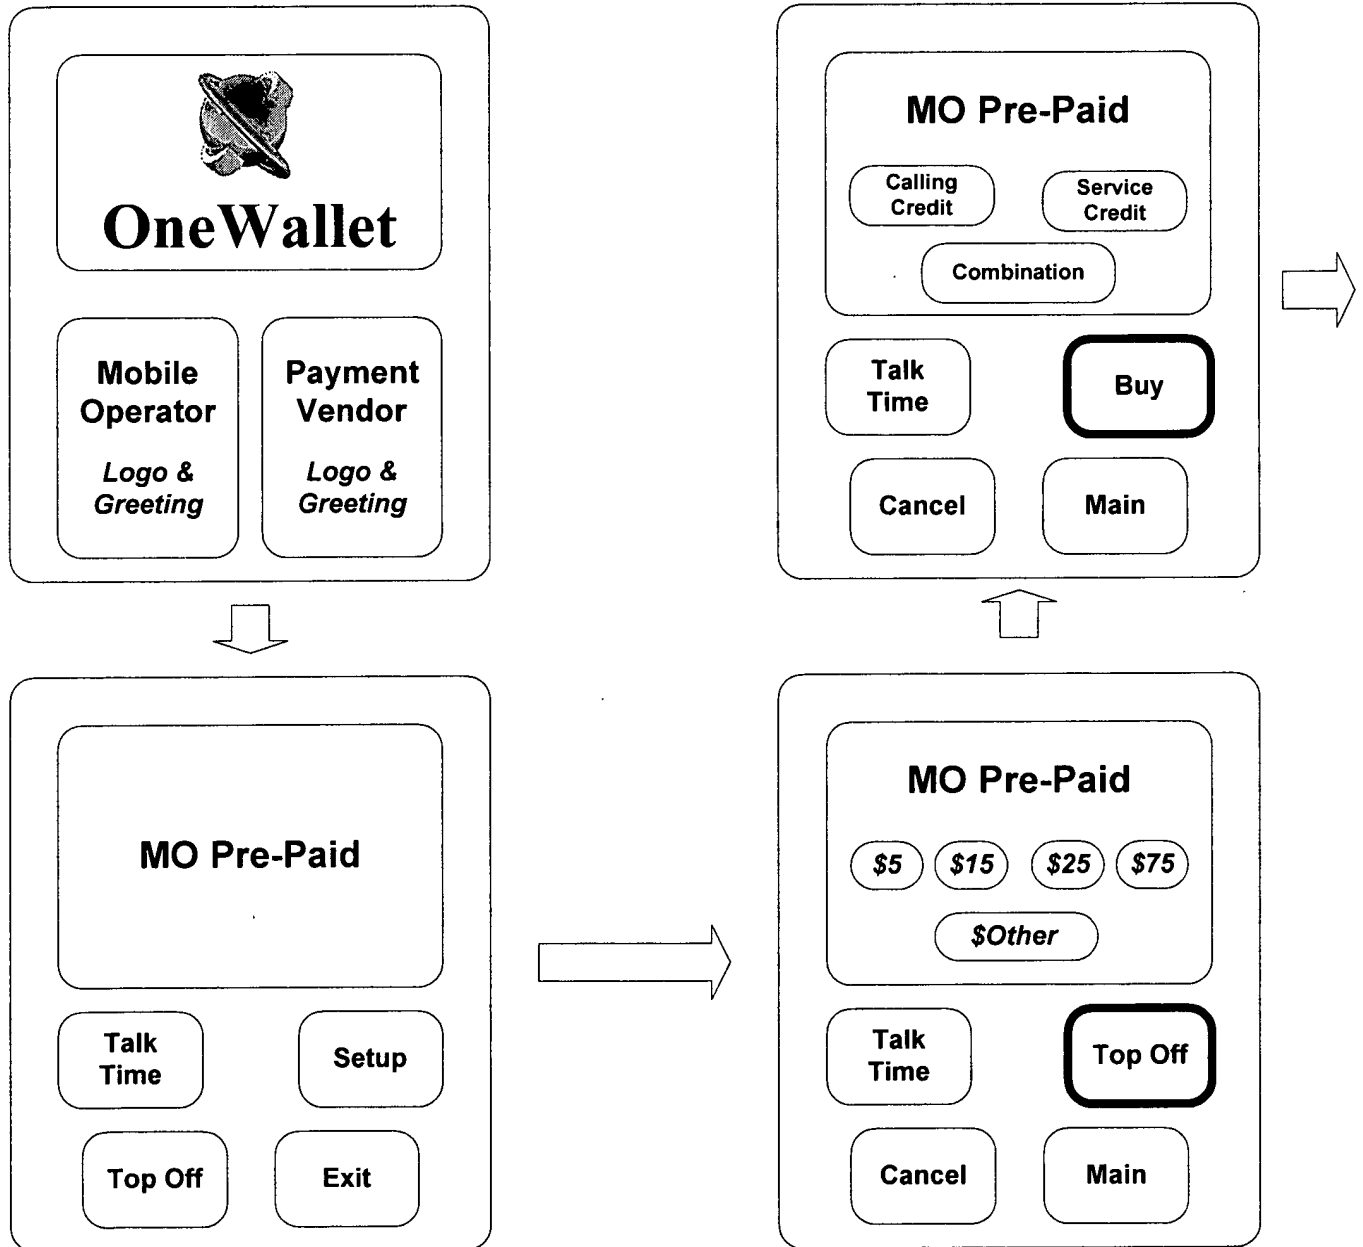 OneWallet
Mobile
Operator
Logo &
Greeting
Payment
Vendor
Logo &
Greeting
MO Pre-Paid
Talk
Time
Setup
Top Off
Exit
MO Pre-Paid
$5
$15
$25
$75
$Other
Talk
Time
Top Off
Cancel
Main
MO Pre-Paid
Calling
Credit
Service
Credit
Combination
Talk
Time
Buy
Cancel
Main